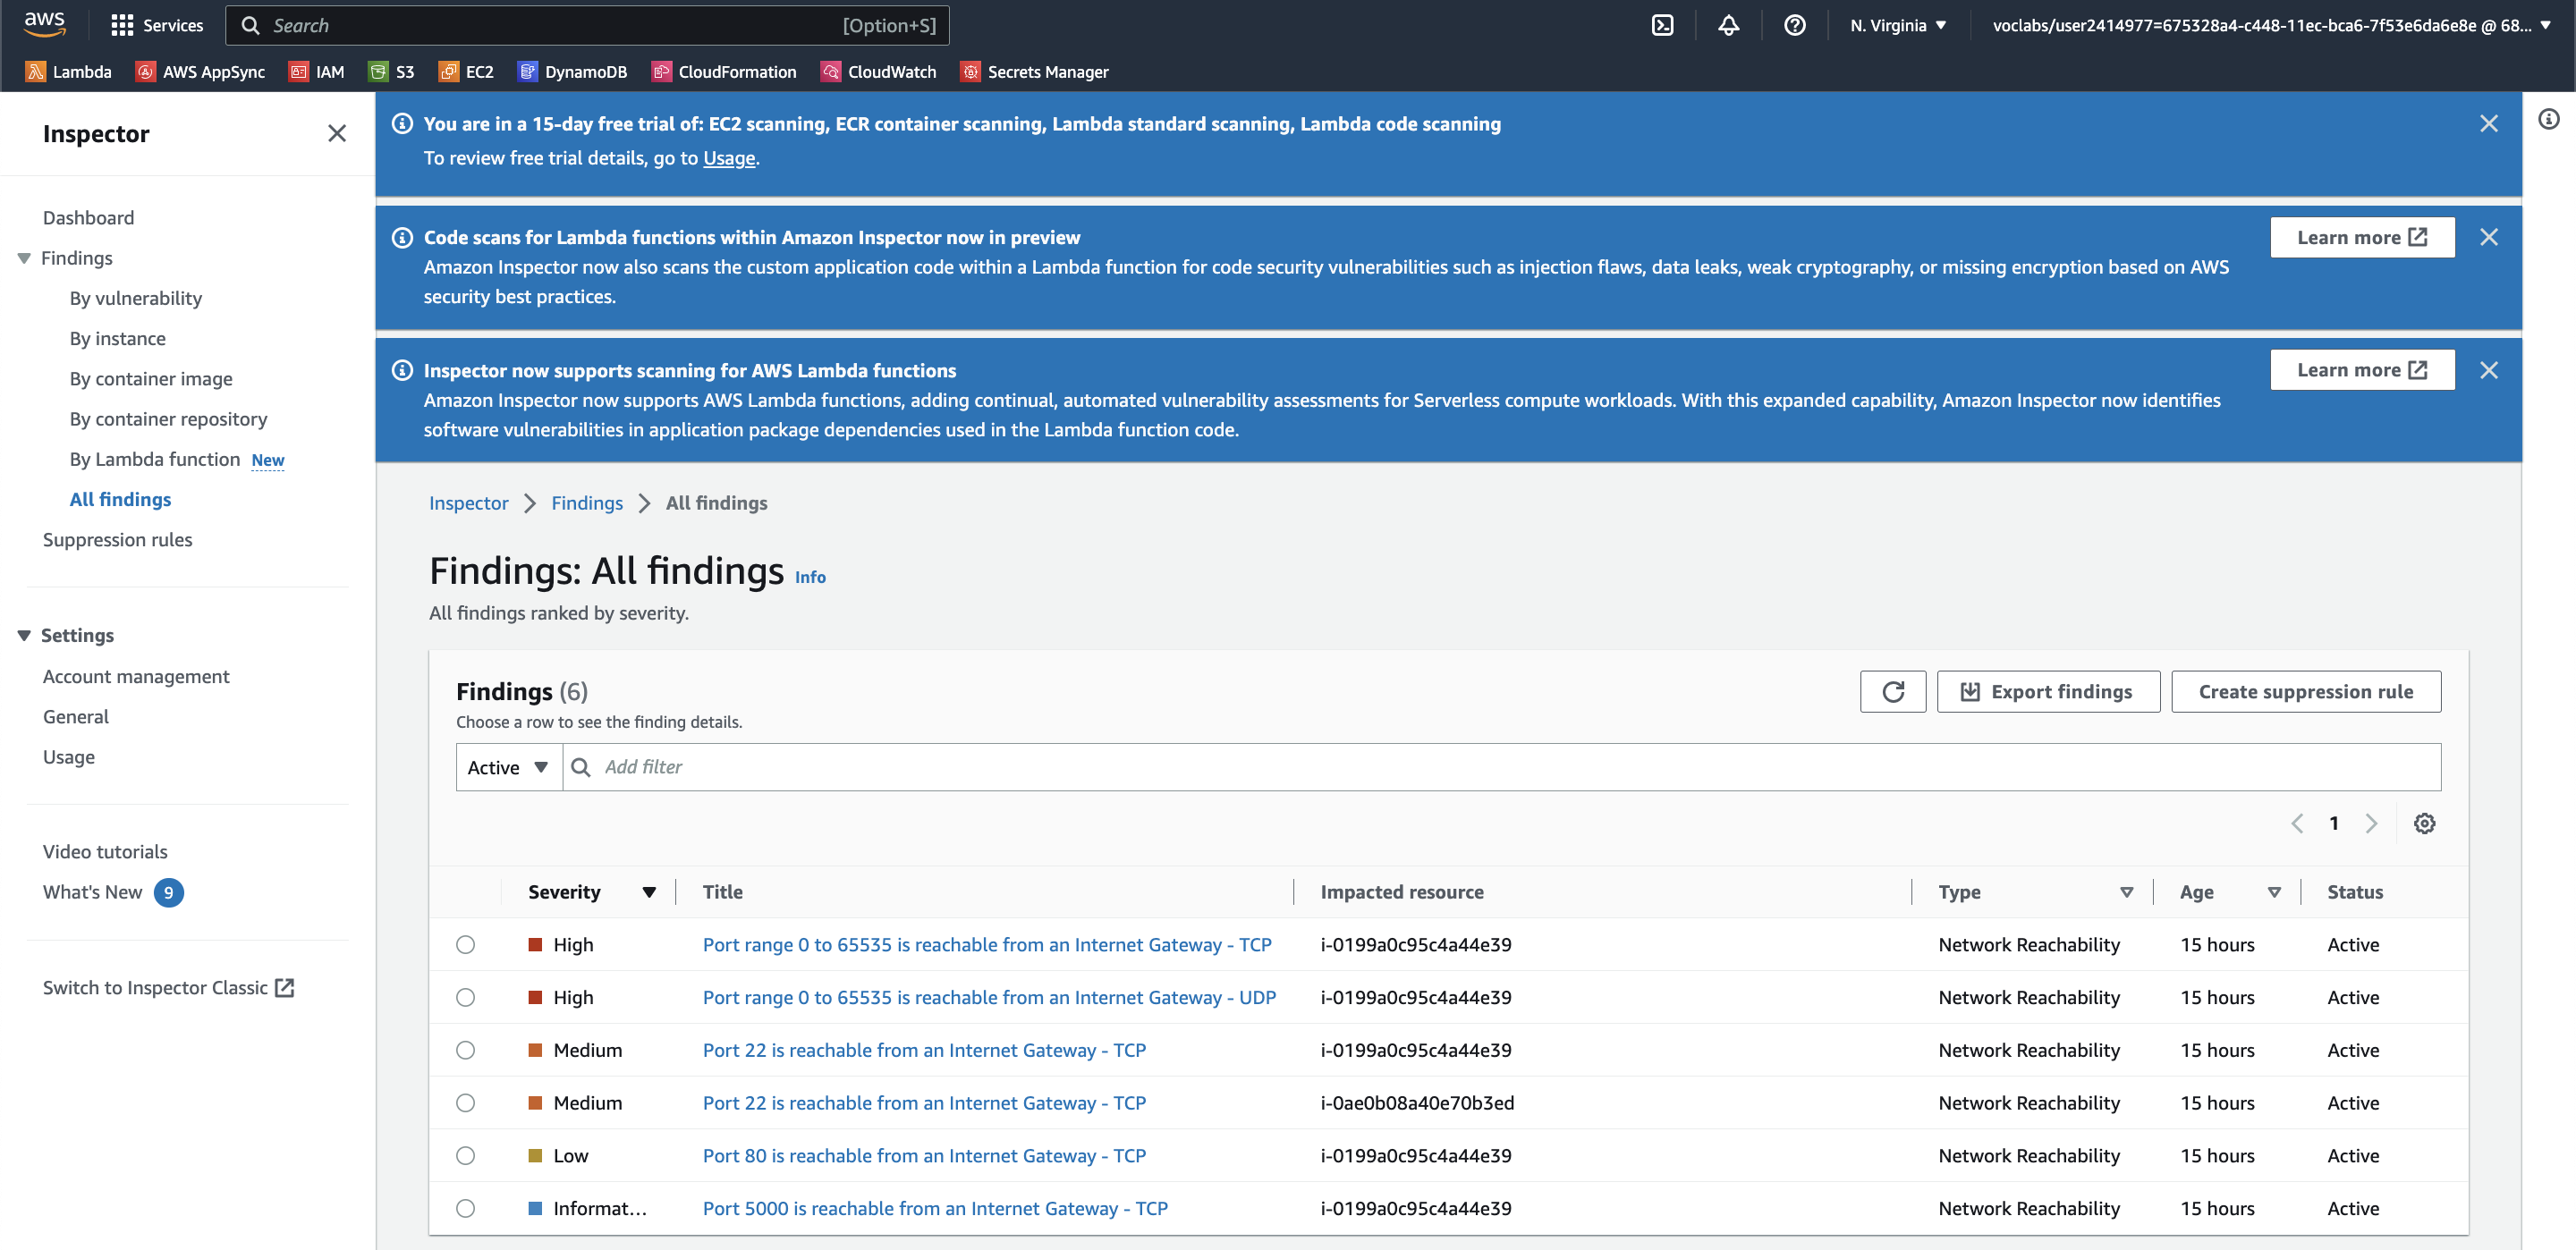 aws
Services
Search
[Option+S]
N. Virginia
voclabs/user2414977=675328a4-c448-11ec-bca6-7f53e6da6e8e @ 68...
Lambda
AWS AppSync
IAM
S3
EC2
DynamoDB
CloudFormation
CloudWatch
Secrets Manager
Inspector
Dashboard
Findings
By vulnerability
By instance
By container image
By container repository
By Lambda function New
All findings
Suppression rules
Settings
Account management
General
Usage
Video tutorials
What's New 9
Switch to Inspector Classic
You are in a 15-day free trial of: EC2 scanning, ECR container scanning, Lambda standard scanning, Lambda code scanning
To review free trial details, go to Usage.
Code scans for Lambda functions within Amazon Inspector now in preview
Amazon Inspector now also scans the custom application code within a Lambda function for code security vulnerabilities such as injection flaws, data leaks, weak cryptography, or missing encryption based on AWS
security best practices.
Learn more
Inspector now supports scanning for AWS Lambda functions
Amazon Inspector now supports AWS Lambda functions, adding continual, automated vulnerability assessments for Serverless compute workloads. With this expanded capability, Amazon Inspector now identifies
software vulnerabilities in application package dependencies used in the Lambda function code.
Learn more
Inspector > Findings > All findings
Findings: All findings Info
All findings ranked by severity.
Findings (6)
Choose a row to see the finding details.
Export findings
Create suppression rule
Active
Add filter
1
Severity Title Impacted resource Type Age Status
High Port range 0 to 65535 is reachable from an Internet Gateway - TCP i-0199a0c95c4a44e39 Network Reachability 15 hours Active
High Port range 0 to 65535 is reachable from an Internet Gateway - UDP i-0199a0c95c4a44e39 Network Reachability 15 hours Active
Medium Port 22 is reachable from an Internet Gateway - TCP i-0199a0c95c4a44e39 Network Reachability 15 hours Active
Medium Port 22 is reachable from an Internet Gateway - TCP i-0ae0b08a40e70b3ed Network Reachability 15 hours Active
Low Port 80 is reachable from an Internet Gateway - TCP i-0199a0c95c4a44e39 Network Reachability 15 hours Active
Informat... Port 5000 is reachable from an Internet Gateway - TCP i-0199a0c95c4a44e39 Network Reachability 15 hours Active